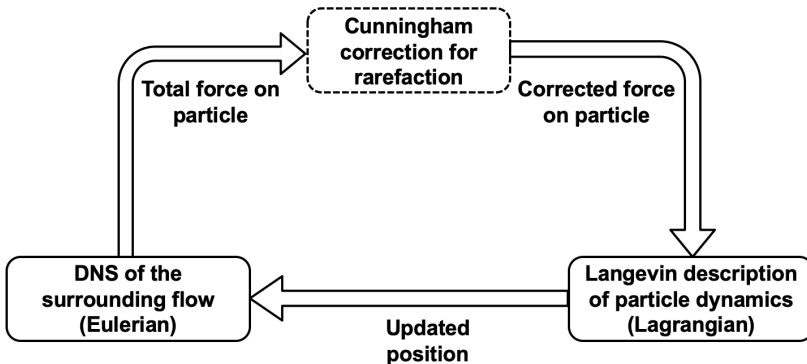 Cunningham
correction for
rarefaction
Total force on
particle
Corrected force
on particle
DNS of the
surrounding flow
(Eulerian)
Langevin description
of particle dynamics
(Lagrangian)
Updated
position